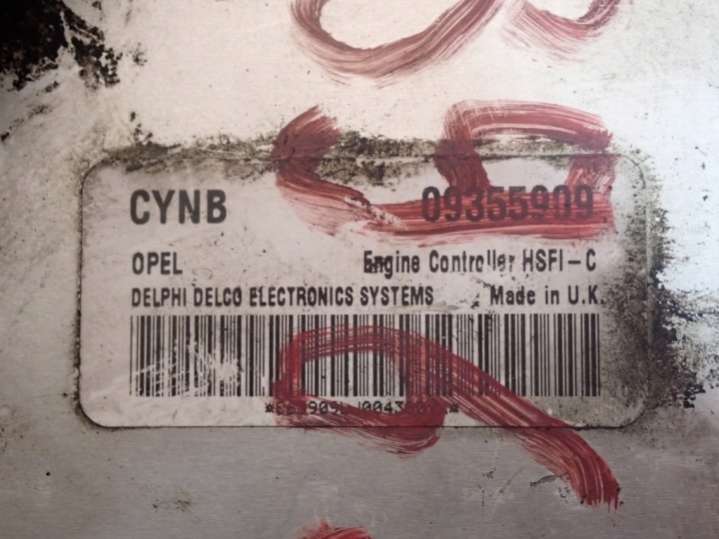 CYNB 09355909
OPEL Engine Controller HSFI-C
DELPHI DELCO ELECTRONICS SYSTEMS Made in U.K.